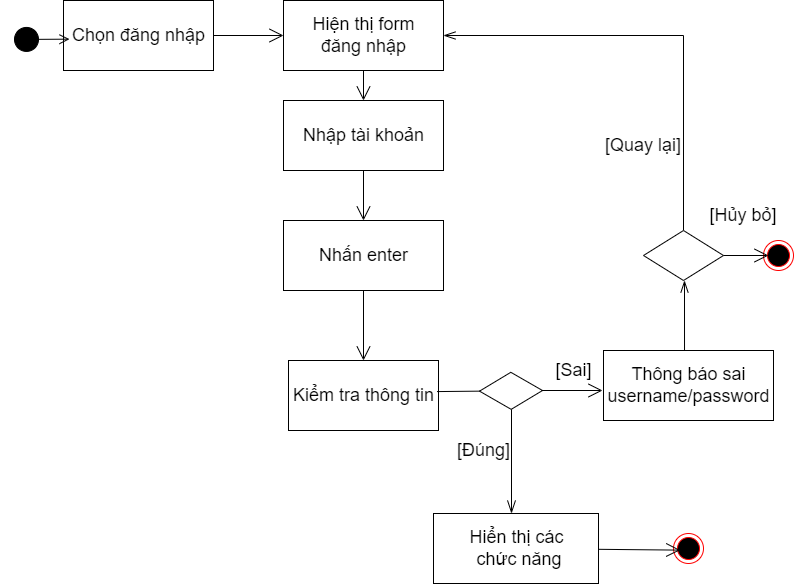 Chọn đăng nhập
Hiện thị form
đăng nhập
Nhập tài khoản
[Quay lại]
[Hủy bỏ]
Nhấn enter
Kiểm tra thông tin
[Sai]
Thông báo sai
username/password
[Đúng]
Hiển thị các
chức năng